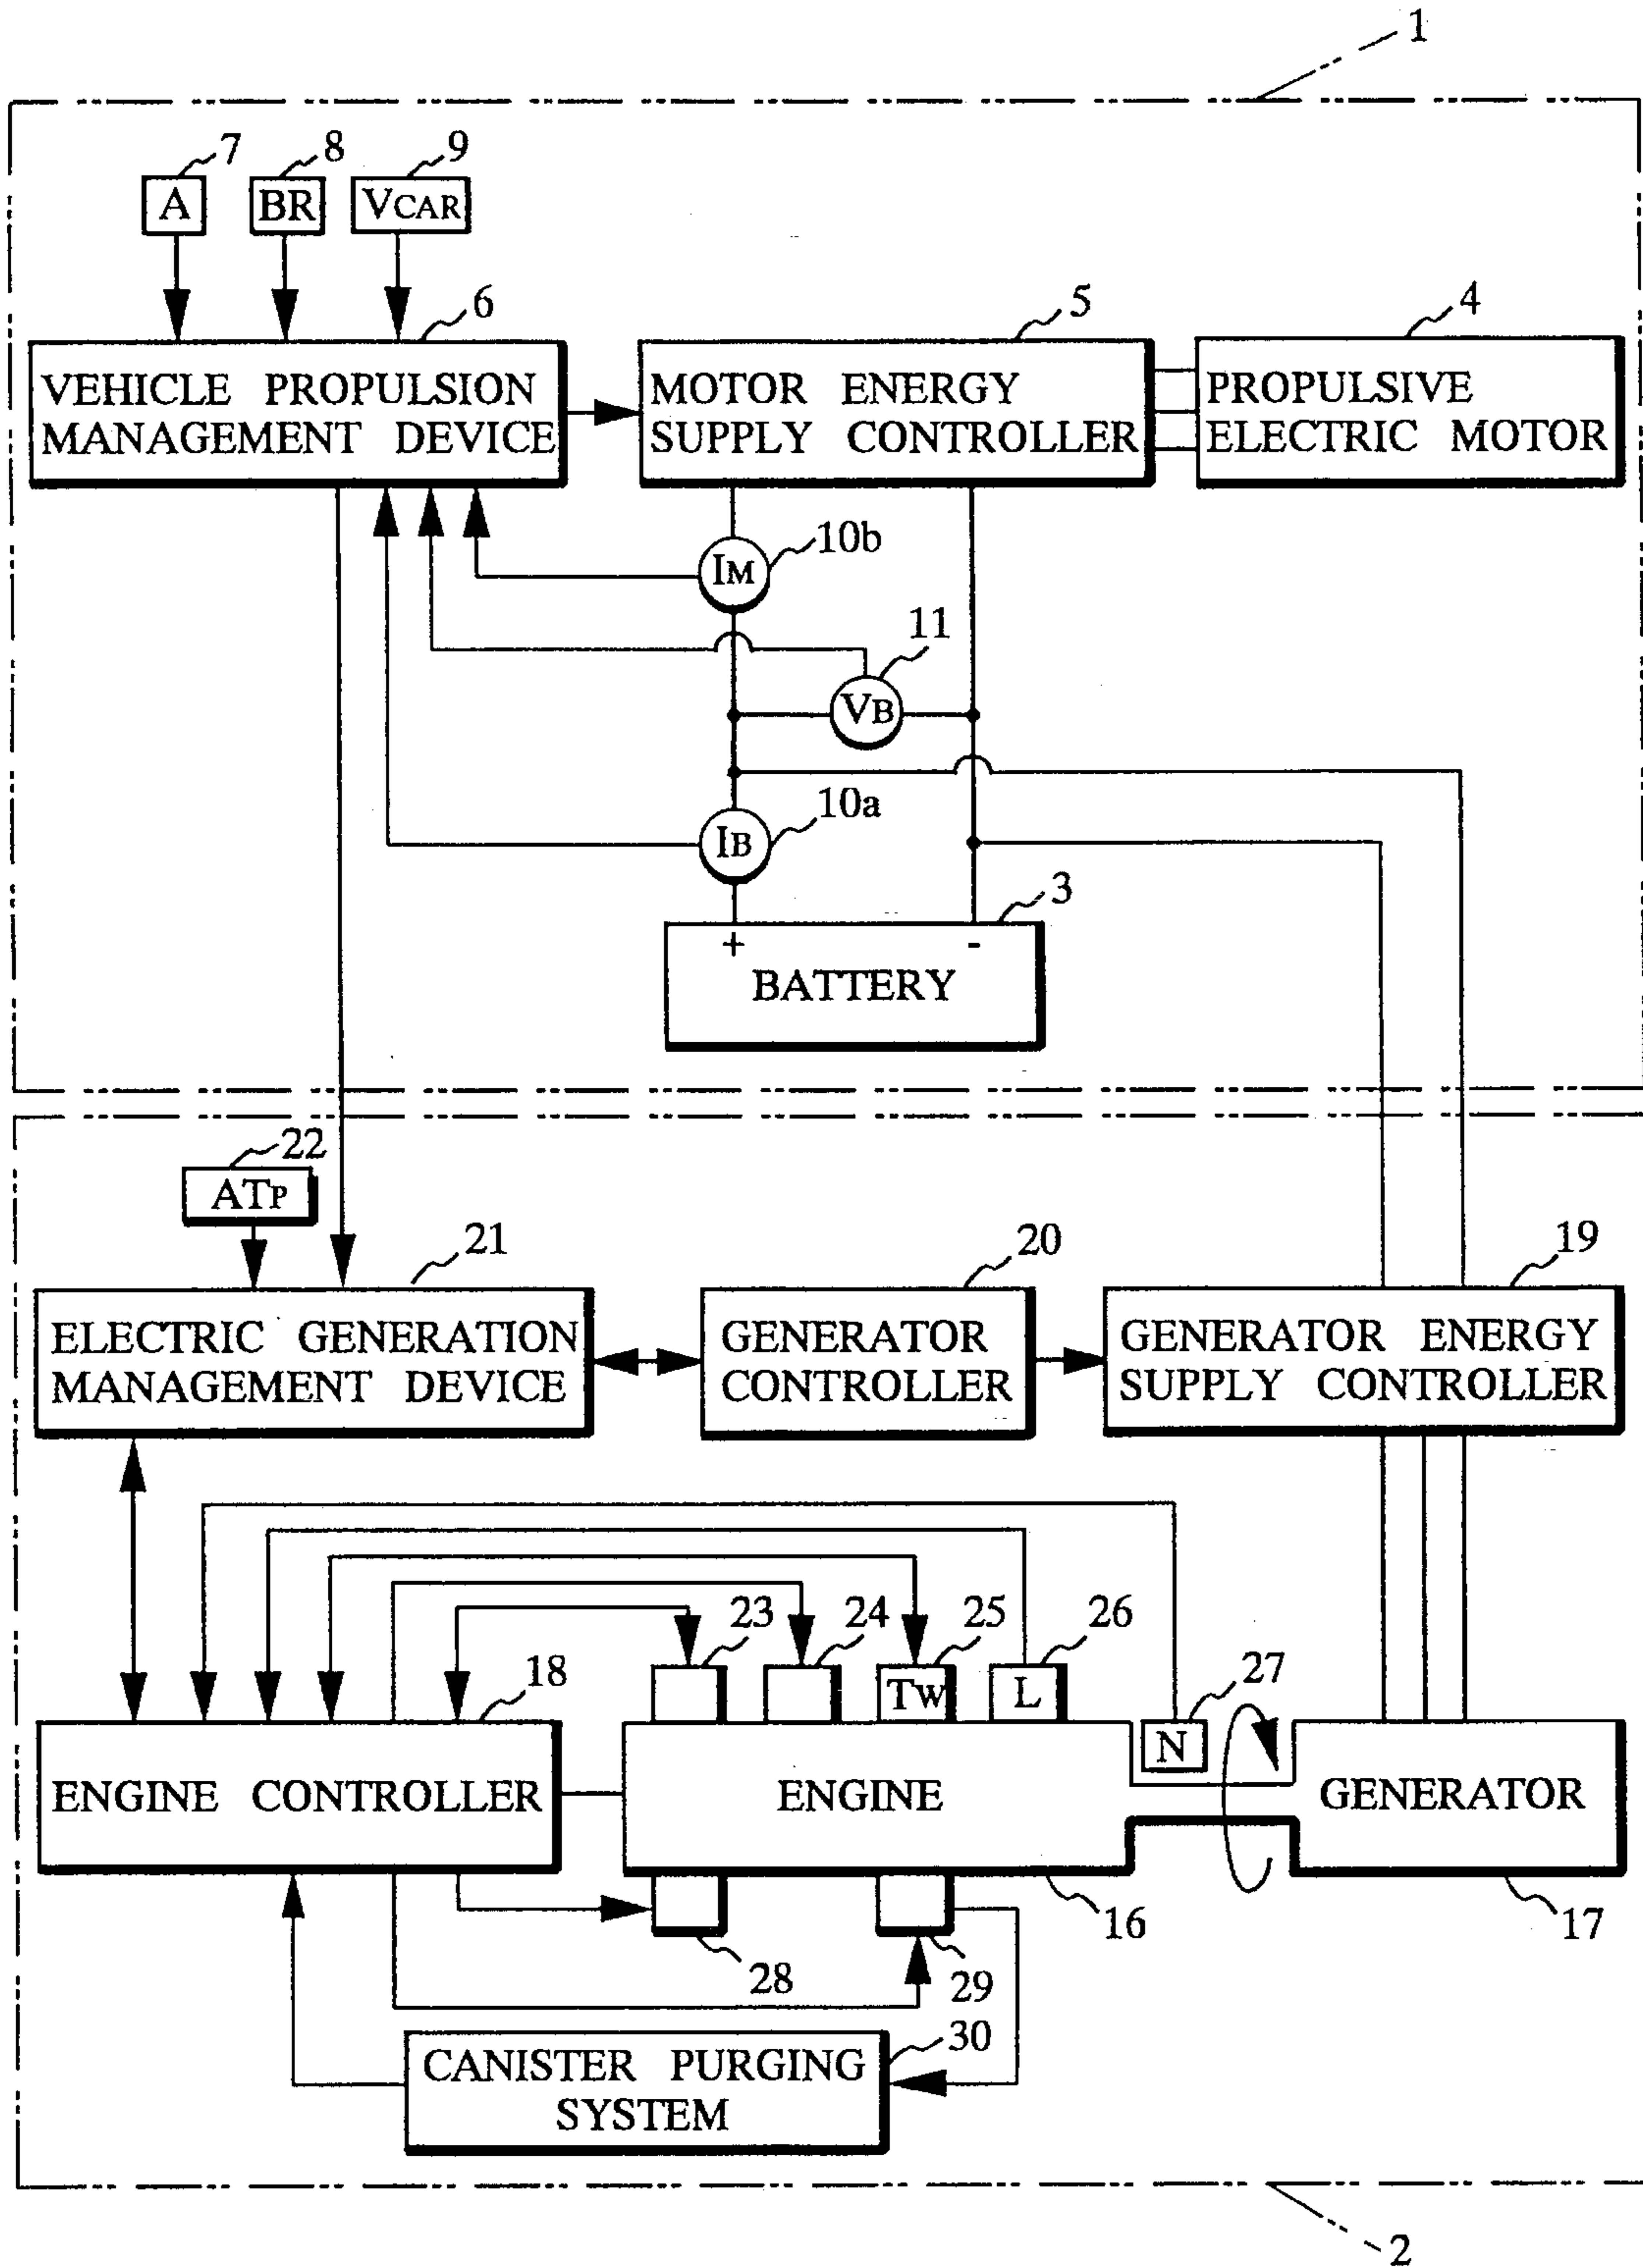 1
7
8
9
A
BR
VCAR
6
5
4
VEHICLE PROPULSION
MANAGEMENT DEVICE
MOTOR ENERGY
SUPPLY CONTROLLER
PROPULSIVE
ELECTRIC MOTOR
10b
IM
11
VB
10a
IB
3
+
-
BATTERY
22
ATP
21
20
19
ELECTRIC GENERATION
MANAGEMENT DEVICE
GENERATOR
CONTROLLER
GENERATOR ENERGY
SUPPLY CONTROLLER
23
24
25
26
18
27
TW
L
N
ENGINE CONTROLLER
ENGINE
GENERATOR
16
17
28
29
30
CANISTER PURGING
SYSTEM
2